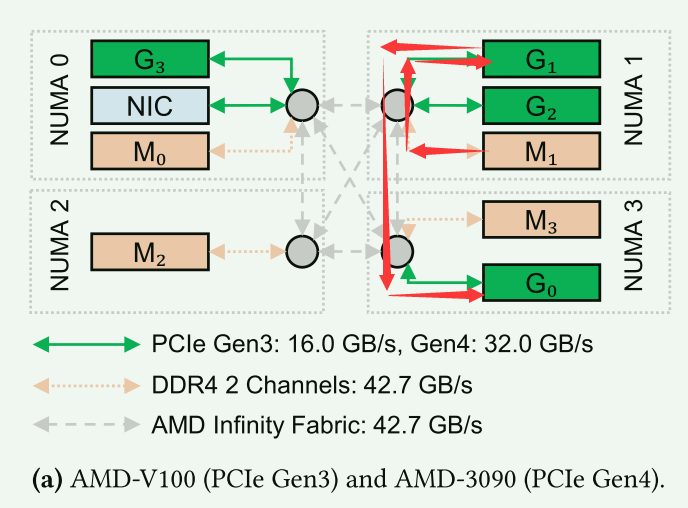 NUMA 0
G₃
NIC
M₀
NUMA 1
G₁
G₂
M₁
NUMA 2
M₂
NUMA 3
M₃
G₀
PCIe Gen3: 16.0 GB/s, Gen4: 32.0 GB/s
DDR4 2 Channels: 42.7 GB/s
AMD Infinity Fabric: 42.7 GB/s
(a) AMD-V100 (PCIe Gen3) and AMD-3090 (PCIe Gen4).